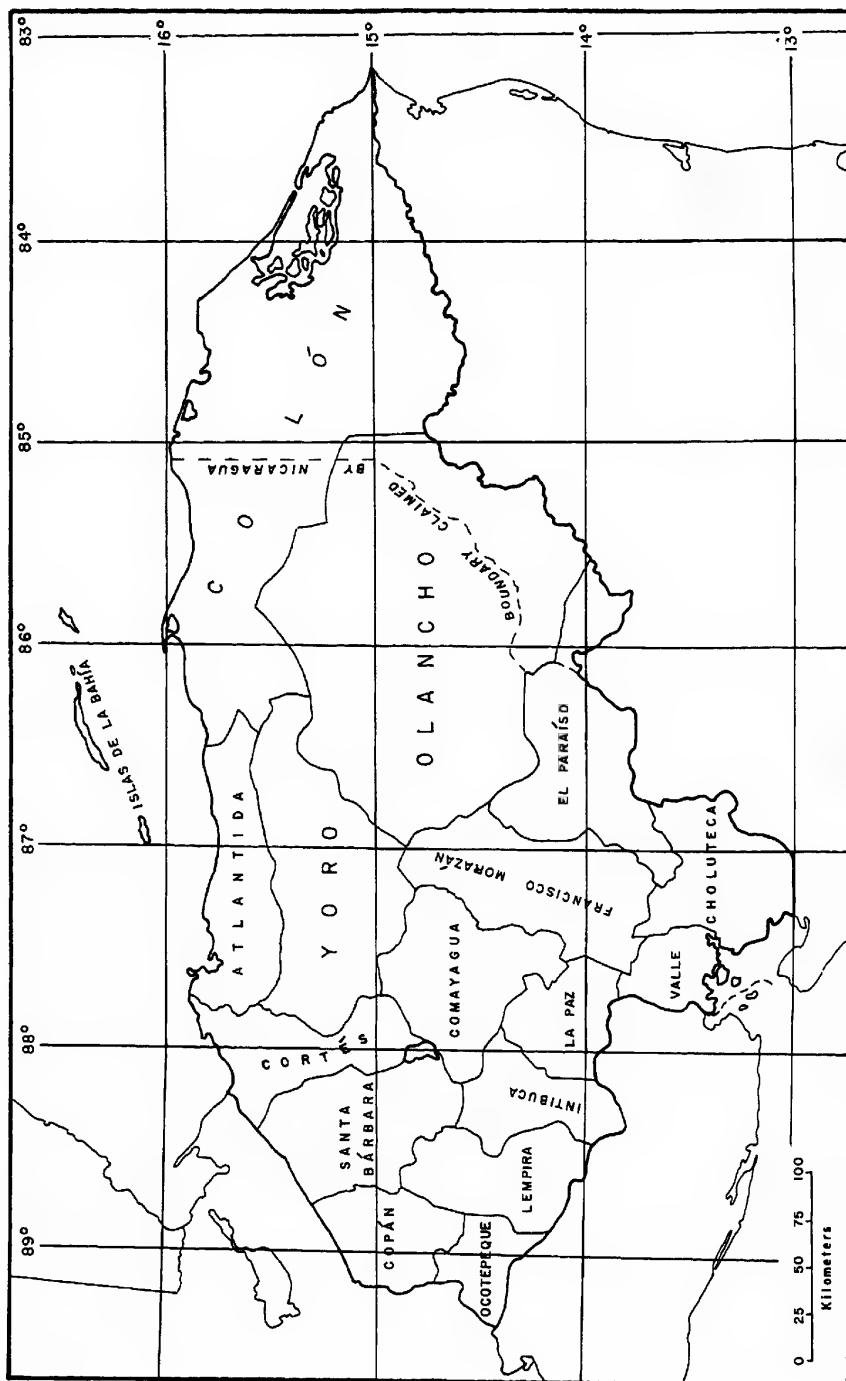 89°
88°
87°
86°
85°
84°
83°
16°
15°
14°
13°
ISLAS DE LA BAHÍA
ATLANTIDA
CORTÉS
YORO
COLÓN
BOUNDARY CLAIMED BY NICARAGUA
SANTA
BÁRBARA
COPÁN
OCOTEPEQUE
LEMPIRA
INTIBUCA
COMAYAGUA
LA PAZ
FRANCISCO MORAZÁN
OLANCHO
EL PARAÍSO
VALLE
CHOLUTECA
0 25 50 75 100
Kilometers